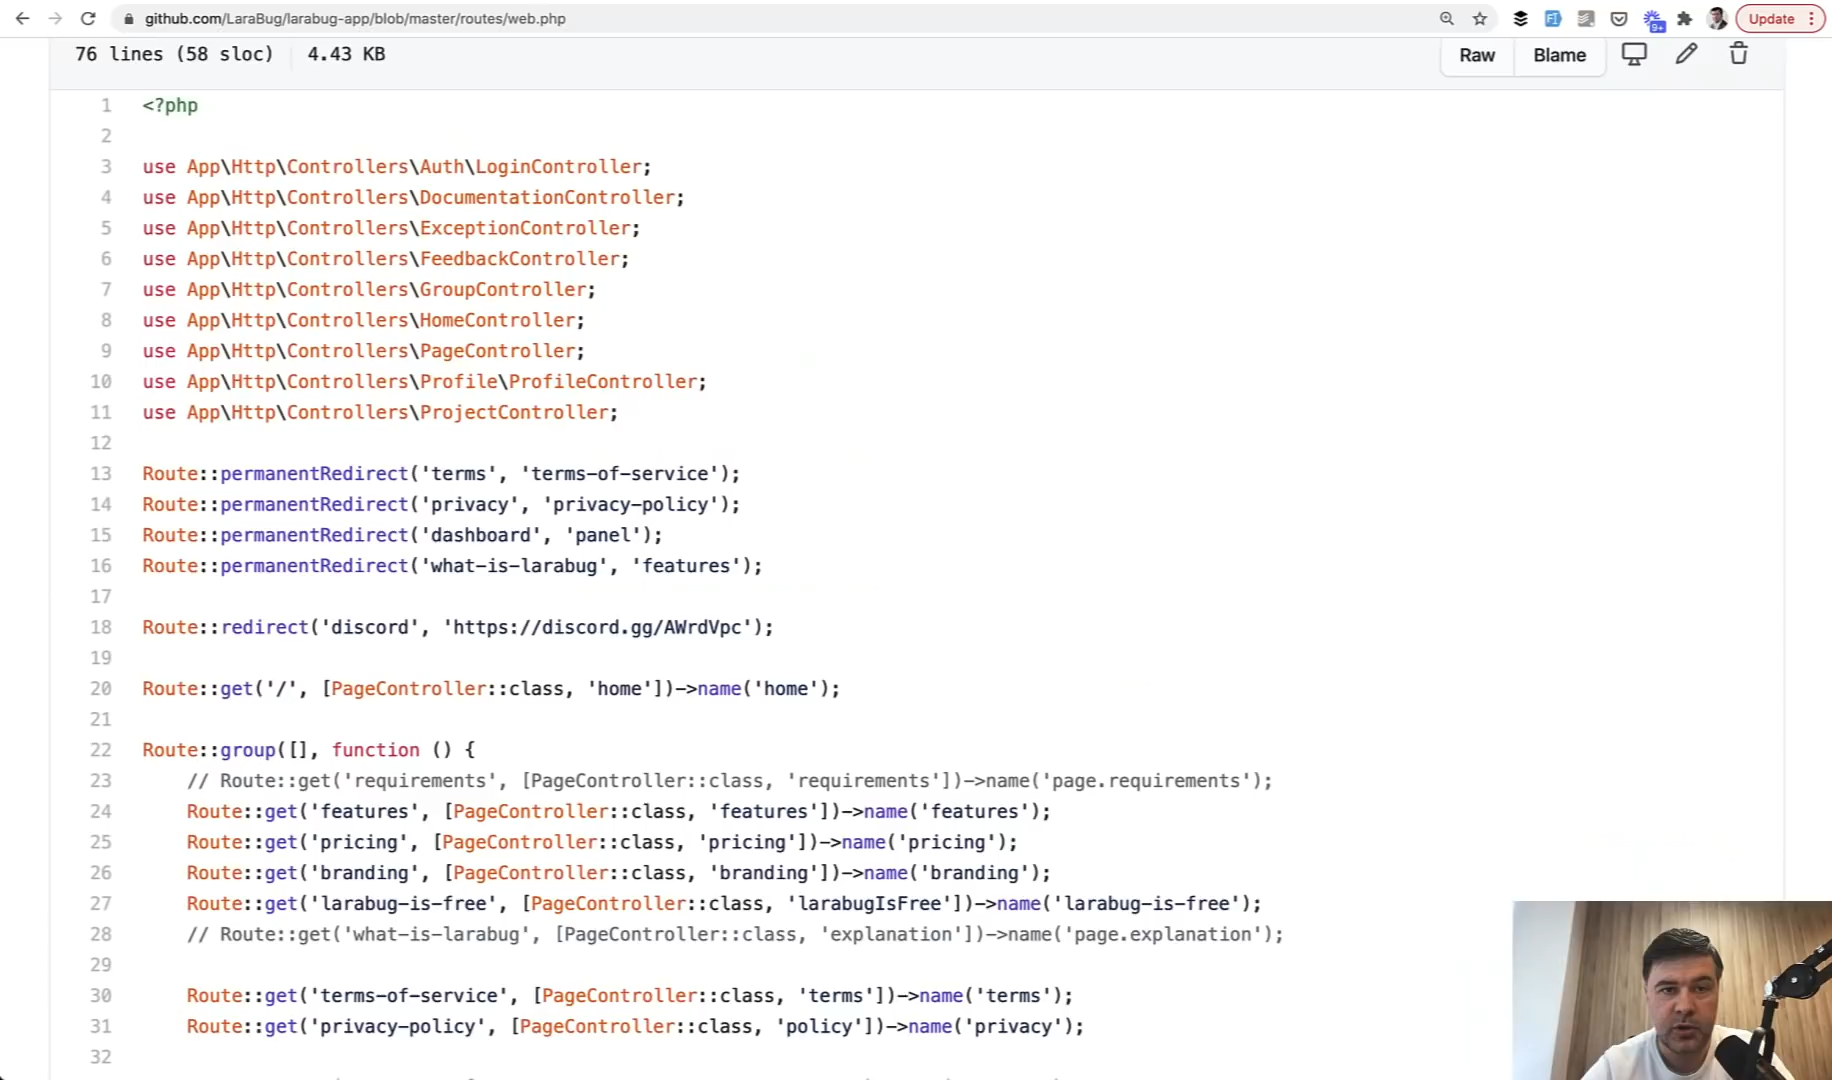 github.com/LaraBug/larabug-app/blob/master/routes/web.php
9+
Update
76 lines (58 sloc)
4.43 KB
Raw
Blame
1 <?php
2
3 use App\Http\Controllers\Auth\LoginController;
4 use App\Http\Controllers\DocumentationController;
5 use App\Http\Controllers\ExceptionController;
6 use App\Http\Controllers\FeedbackController;
7 use App\Http\Controllers\GroupController;
8 use App\Http\Controllers\HomeController;
9 use App\Http\Controllers\PageController;
10 use App\Http\Controllers\Profile\ProfileController;
11 use App\Http\Controllers\ProjectController;
12
13 Route::permanentRedirect('terms', 'terms-of-service');
14 Route::permanentRedirect('privacy', 'privacy-policy');
15 Route::permanentRedirect('dashboard', 'panel');
16 Route::permanentRedirect('what-is-larabug', 'features');
17
18 Route::redirect('discord', 'https://discord.gg/AWrdVpc');
19
20 Route::get('/', [PageController::class, 'home'])->name('home');
21
22 Route::group([], function () {
23 // Route::get('requirements', [PageController::class, 'requirements'])->name('page.requirements');
24 Route::get('features', [PageController::class, 'features'])->name('features');
25 Route::get('pricing', [PageController::class, 'pricing'])->name('pricing');
26 Route::get('branding', [PageController::class, 'branding'])->name('branding');
27 Route::get('larabug-is-free', [PageController::class, 'larabugIsFree'])->name('larabug-is-free');
28 // Route::get('what-is-larabug', [PageController::class, 'explanation'])->name('page.explanation');
29
30 Route::get('terms-of-service', [PageController::class, 'terms'])->name('terms');
31 Route::get('privacy-policy', [PageController::class, 'policy'])->name('privacy');
32